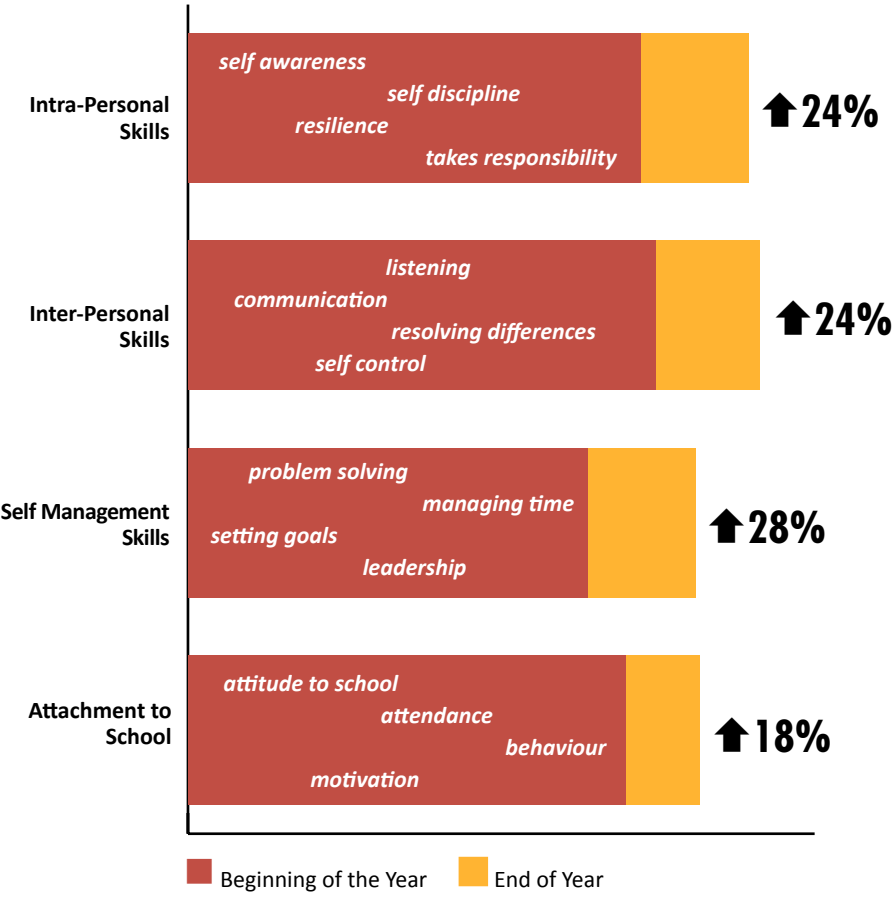 Intra-Personal
Skills
self awareness
self discipline
resilience
takes responsibility
24%
Inter-Personal
Skills
listening
communication
resolving differences
self control
24%
Self Management
Skills
problem solving
managing time
setting goals
leadership
28%
Attachment to
School
attitude to school
attendance
behaviour
motivation
18%
Beginning of the Year
End of Year